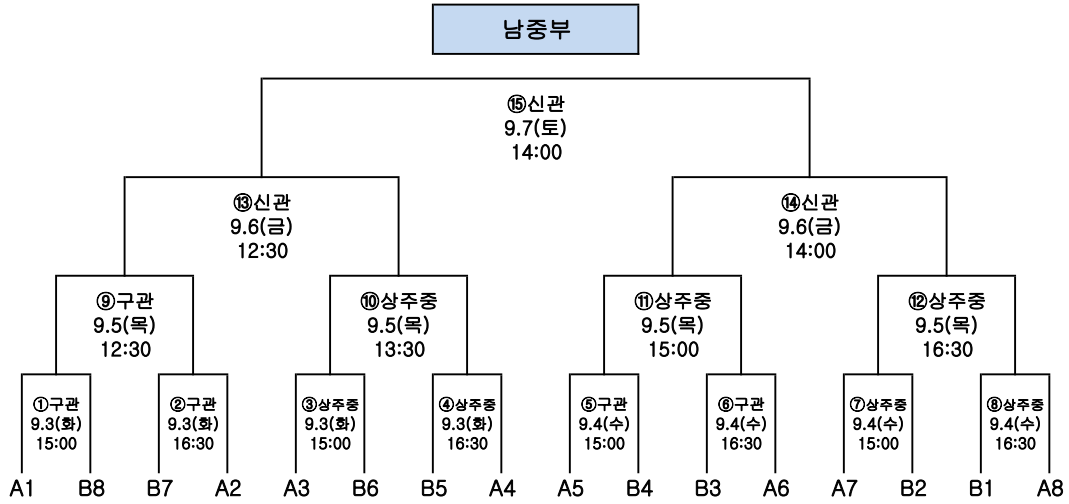 남중부
⑮신관
9.7(토)
14:00
⑬신관
9.6(금)
12:30
⑭신관
9.6(금)
14:00
⑨구관
9.5(목)
12:30
⑩상주중
9.5(목)
13:30
⑪상주중
9.5(목)
15:00
⑫상주중
9.5(목)
16:30
①구관
9.3(화)
15:00
②구관
9.3(화)
16:30
③상주중
9.3(화)
15:00
④상주중
9.3(화)
16:30
⑤구관
9.4(수)
15:00
⑥구관
9.4(수)
16:30
⑦상주중
9.4(수)
15:00
⑧상주중
9.4(수)
16:30
A1 B8 B7 A2 A3 B6 B5 A4 A5 B4 B3 A6 A7 B2 B1 A8